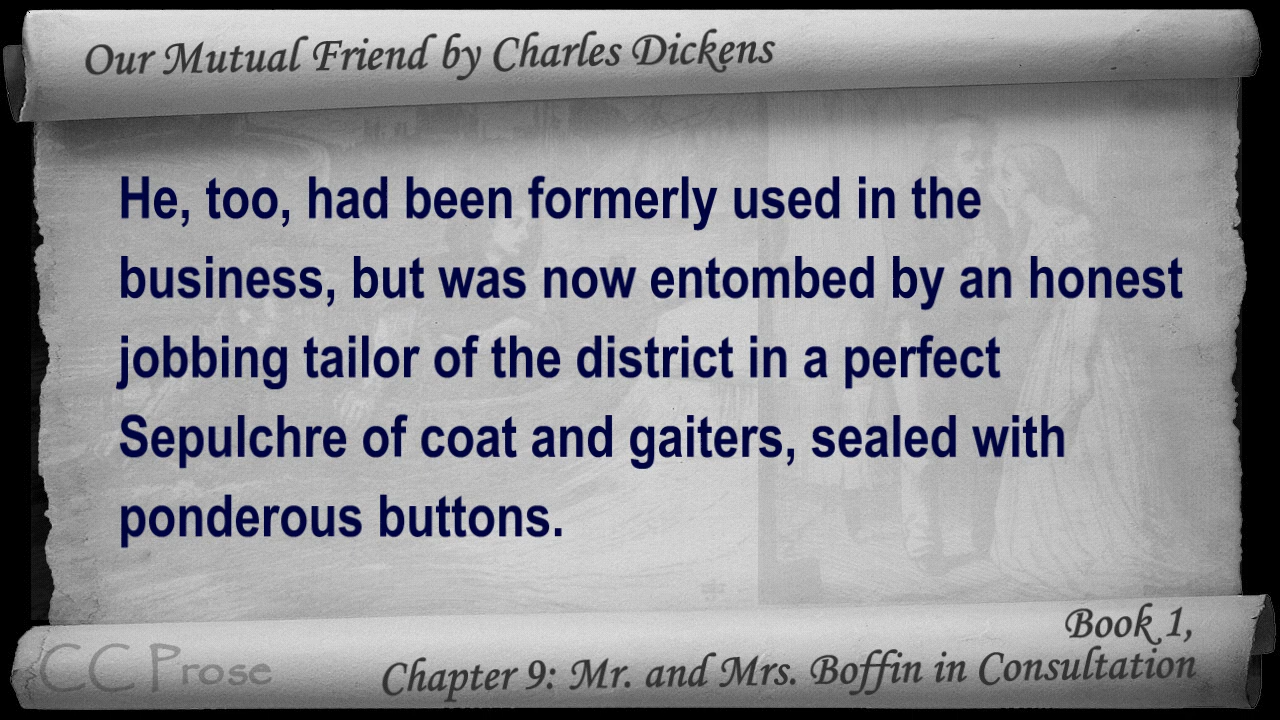 Our Mutual Friend by Charles Dickens
He, too, had been formerly used in the
business, but was now entombed by an honest
jobbing tailor of the district in a perfect
Sepulchre of coat and gaiters, sealed with
ponderous buttons.
Book 1,
CC Prose
Chapter 9: Mr. and Mrs. Boffin in Consultation